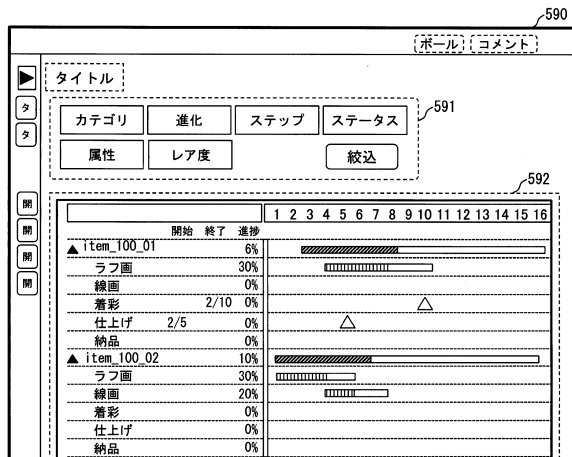 590
ボール コメント
タイトル
タ
タ
591
カテゴリ 進化 ステップ ステータス
属性 レア度 絞込
592
開
開
開
開
1 2 3 4 5 6 7 8 9 10 11 12 13 14 15 16
開始 終了 進捗
▲ item_100_01 6%
ラフ画 30%
線画 0%
着彩 2/10 0%
仕上げ 2/5 0%
納品 0%
▲ item_100_02 10%
ラフ画 30%
線画 20%
着彩 0%
仕上げ 0%
納品 0%